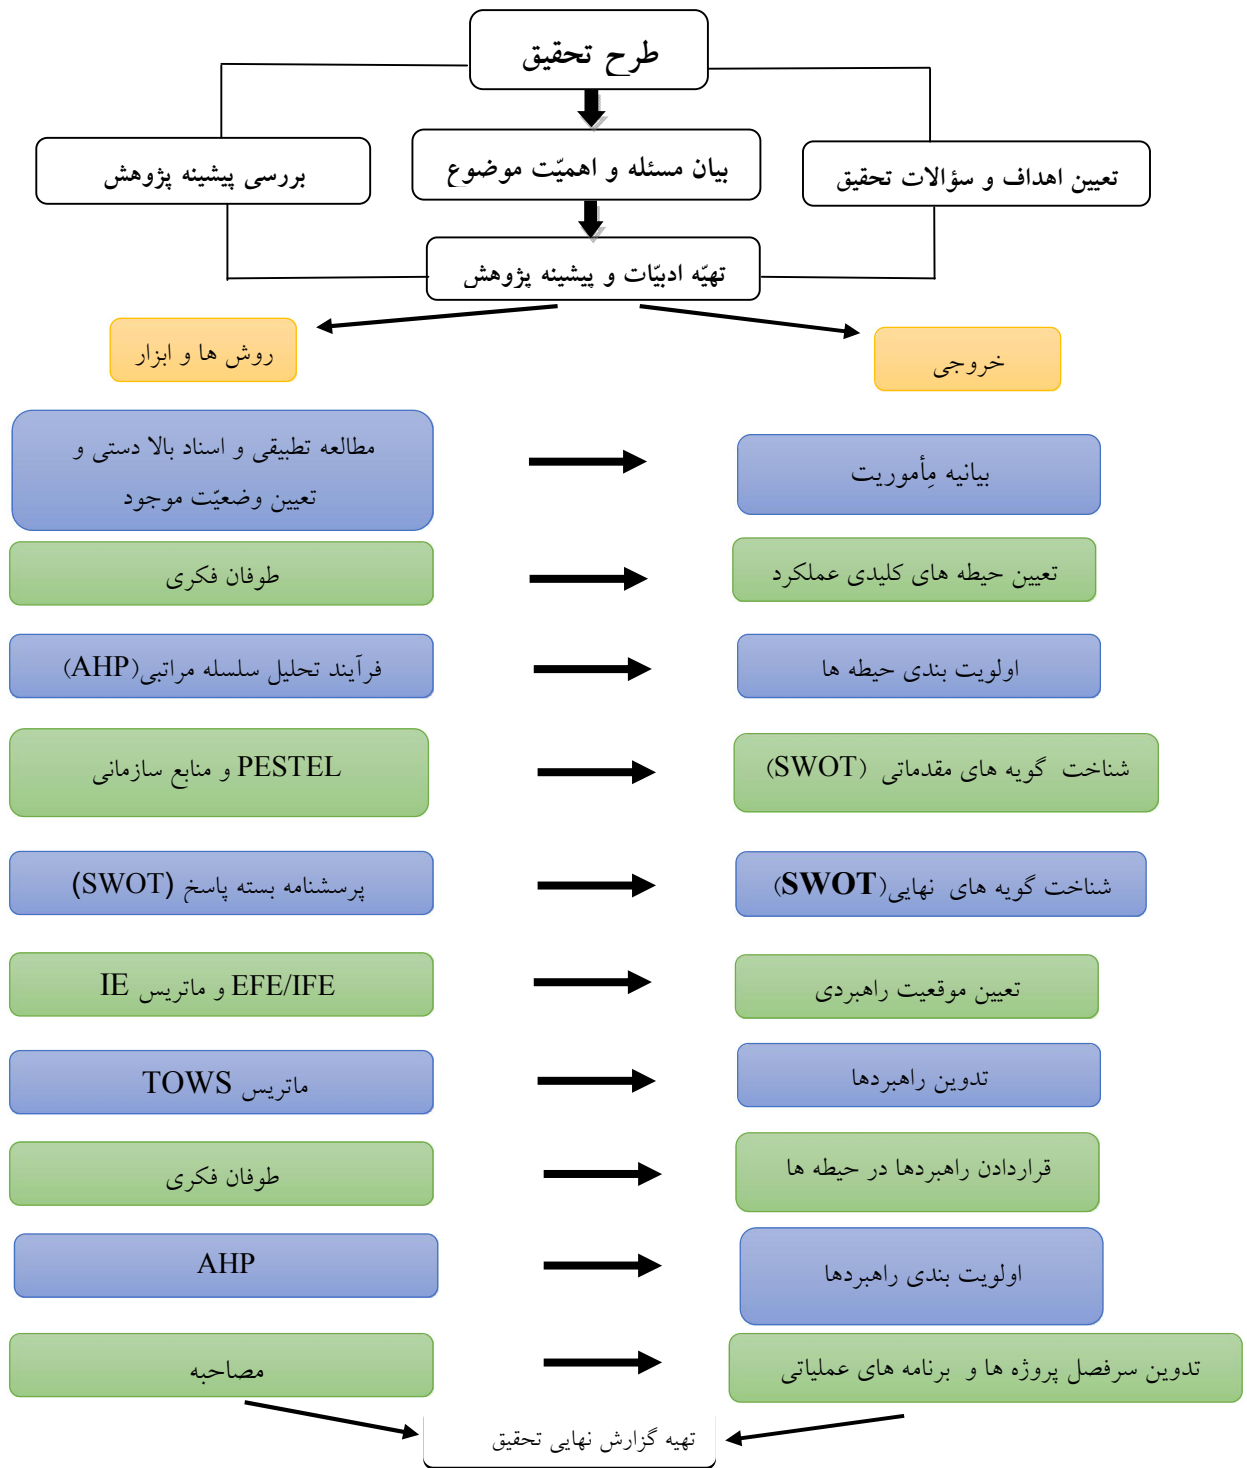 طرح تحقیق
تعیین اهداف و سؤالات تحقیق
بیان مسئله و اهمیّت موضوع
بررسی پیشینه پژوهش
تهیّه ادبیّات و پیشینه پژوهش
خروجی
روش ها و ابزار
مطالعه تطبیقی و اسناد بالا دستی و
تعیین وضعیّت موجود
بیانیه مِأموریت
طوفان فکری
تعیین حیطه های کلیدی عملکرد
فرآیند تحلیل سلسله مراتبی(AHP)
اولویت بندی حیطه ها
PESTEL و منابع سازمانی
شناخت گویه های مقدماتی (SWOT)
پرسشنامه بسته پاسخ (SWOT)
شناخت گویه های نهایی(SWOT)
EFE/IFE و ماتریس IE
تعیین موقعیت راهبردی
ماتریس TOWS
تدوین راهبردها
طوفان فکری
قراردادن راهبردها در حیطه ها
AHP
اولویت بندی راهبردها
مصاحبه
تدوین سرفصل پروژه ها و برنامه های عملیاتی
تهیه گزارش نهایی تحقیق